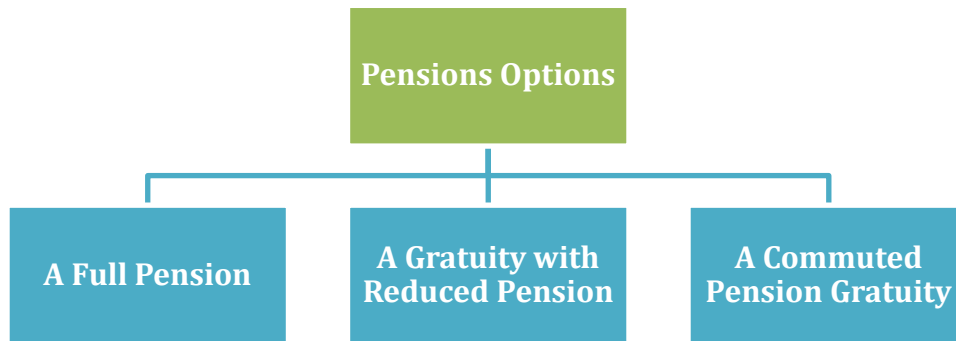 Pensions Options
A Full Pension
A Gratuity with
Reduced Pension
A Commuted
Pension Gratuity